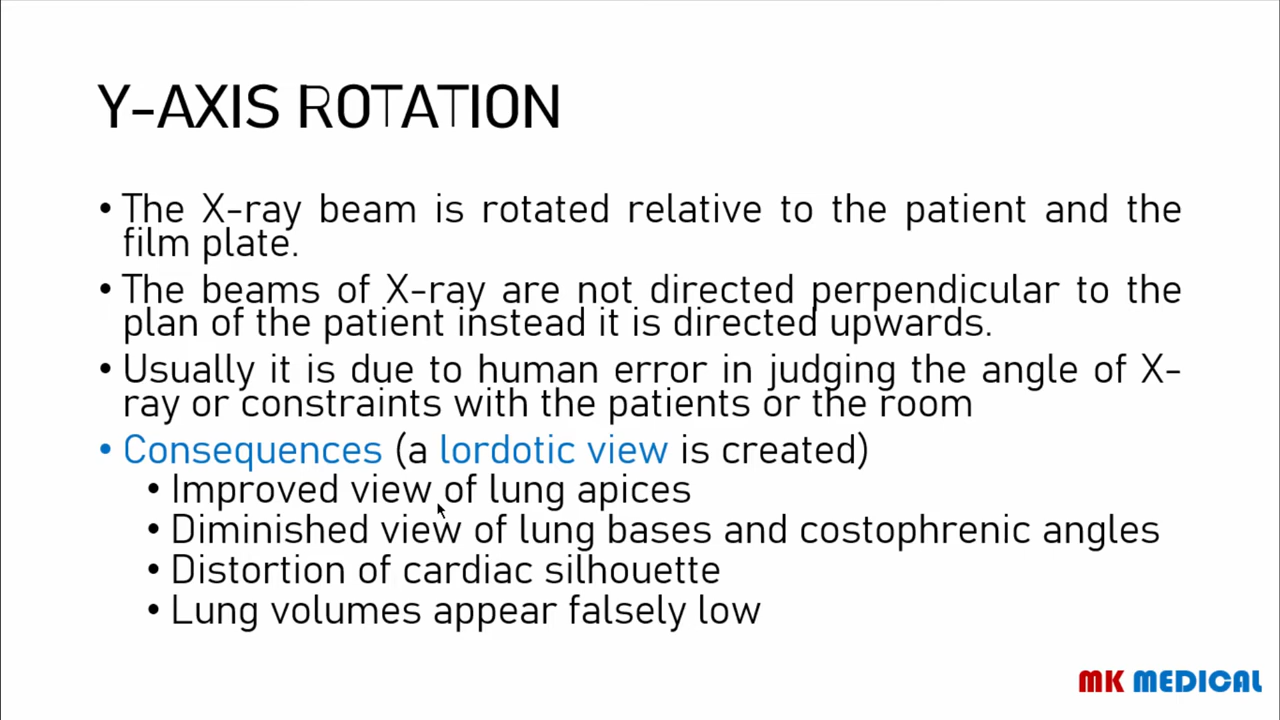 Y-AXIS ROTATION
• The X-ray beam is rotated relative to the patient and the
film plate.
• The beams of X-ray are not directed perpendicular to the
plan of the patient instead it is directed upwards.
• Usually it is due to human error in judging the angle of X-
ray or constraints with the patients or the room
• Consequences (a lordotic view is created)
• Improved view of lung apices
• Diminished view of lung bases and costophrenic angles
• Distortion of cardiac silhouette
• Lung volumes appear falsely low
MK MEDICAL